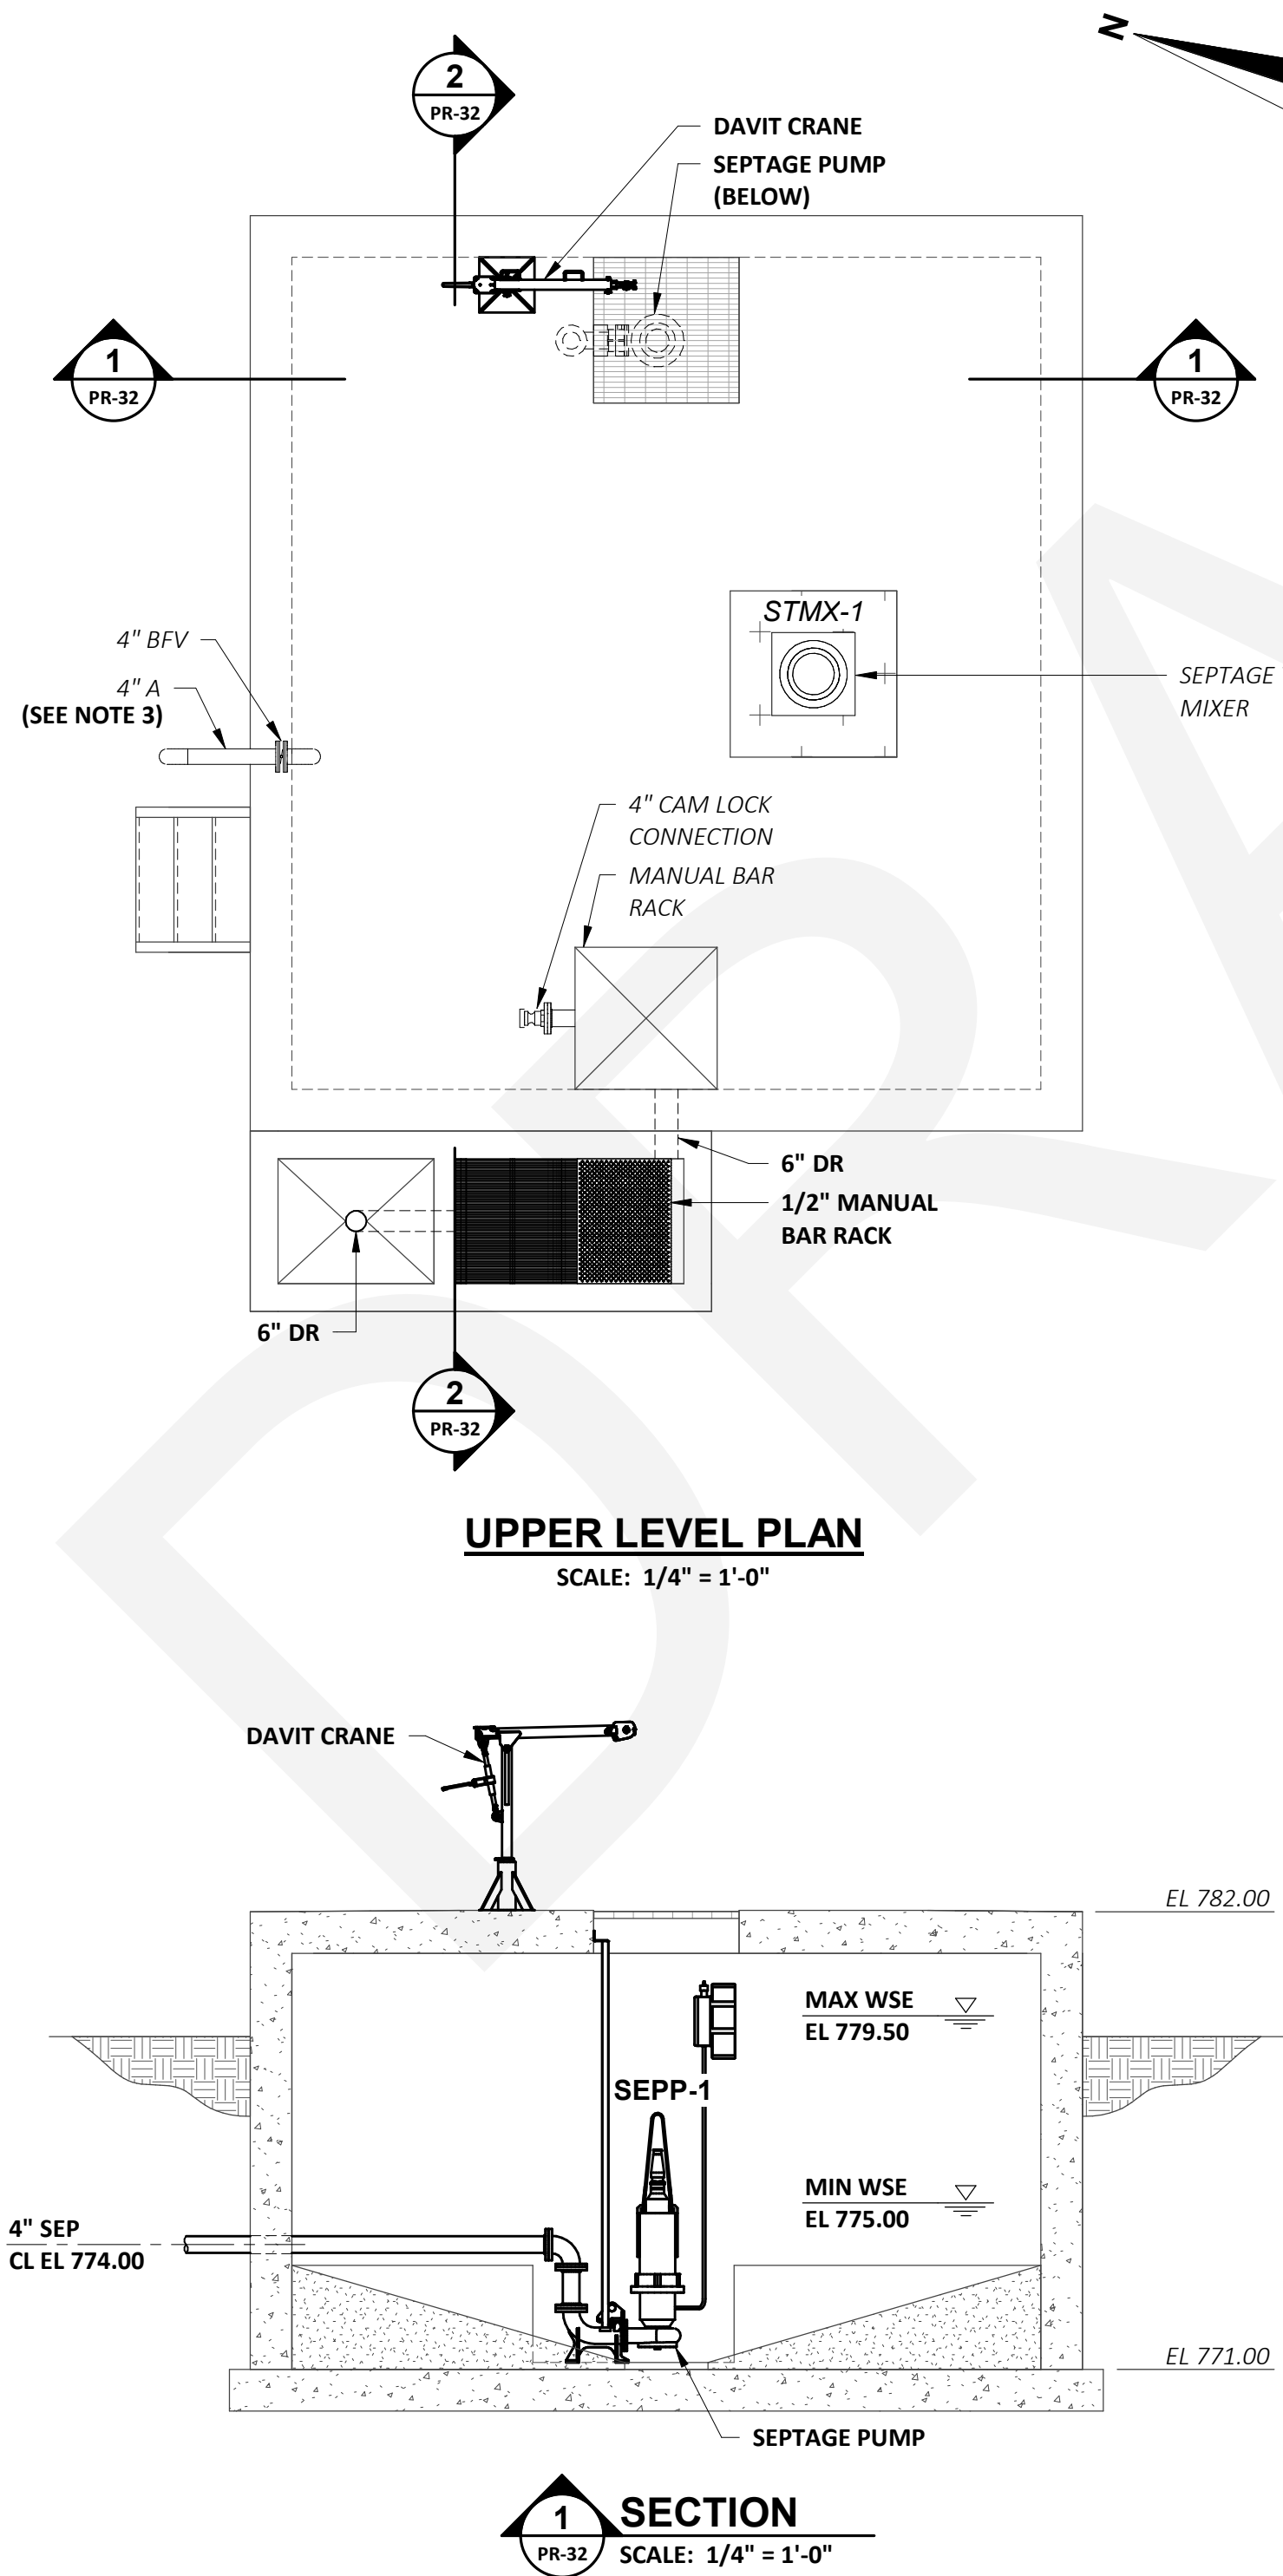 N
2
PR-32
DAVIT CRANE
SEPTAGE PUMP
(BELOW)
1
PR-32
1
PR-32
STMX-1
4" BFV
4" A
(SEE NOTE 3)
SEPTAGE
MIXER
4" CAM LOCK
CONNECTION
MANUAL BAR
RACK
6" DR
1/2" MANUAL
BAR RACK
6" DR
2
PR-32
UPPER LEVEL PLAN
SCALE: 1/4" = 1'-0"
DAVIT CRANE
EL 782.00
MAX WSE
EL 779.50
SEPP-1
MIN WSE
EL 775.00
4" SEP
CL EL 774.00
EL 771.00
SEPTAGE PUMP
1
PR-32
SECTION
SCALE: 1/4" = 1'-0"